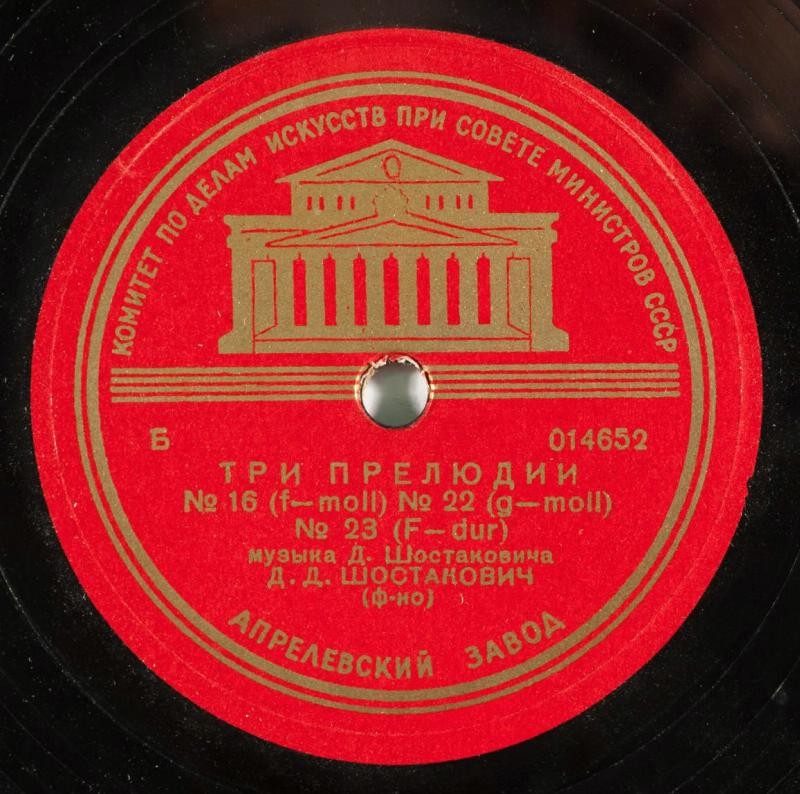 КОМИТЕТ ПО ДЕЛАМ ИСКУССТВ ПРИ СОВЕТЕ МИНИСТРОВ СССР
Б 014652
ТРИ ПРЕЛЮДИИ
№ 16 (f—moll) № 22 (g—moll)
№ 23 (F—dur)
музыка Д. Шостаковича
Д. Д. ШОСТАКОВИЧ
(ф-но)
АПРЕЛЕВСКИЙ ЗАВОД